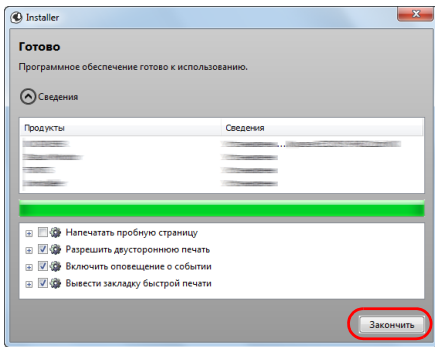 Installer
Готово
Программное обеспечение готово к использованию.
Сведения
Продукты Сведения
Напечатать пробную страницу
Разрешить двустороннюю печать
Включить оповещение о событии
Вывести закладку быстрой печати
Закончить